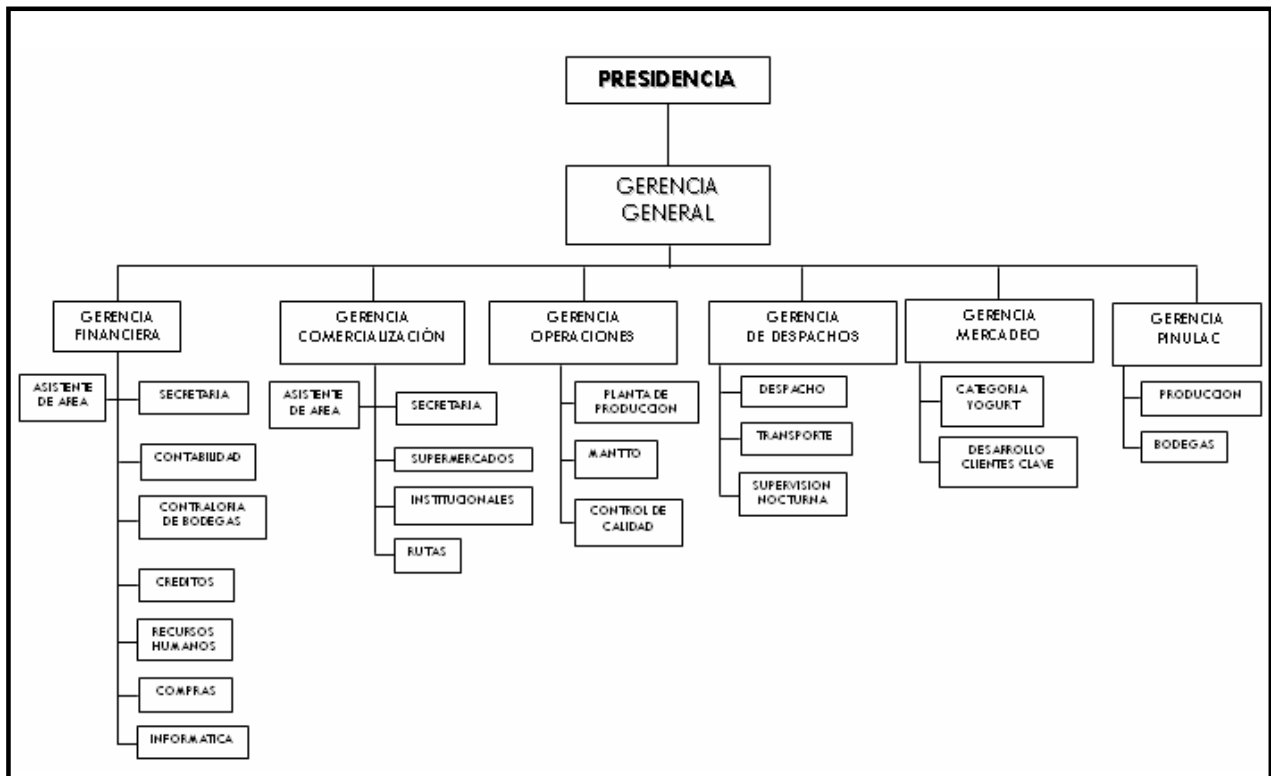 PRESIDENCIA
GERENCIA
GENERAL
GERENCIA
FINANCIERA
GERENCIA
COMERCIALIZACIÓN
GERENCIA
OPERACIONES
GERENCIA
DE DESPACHOS
GERENCIA
MERCADEO
GERENCIA
PINULAC
ASISTENTE
DE AREA
SECRETARIA
CONTABILIDAD
CONTRALORIA
DE BODEGAS
CREDITOS
RECURSOS
HUMANOS
COMPRAS
INFORMATICA
ASISTENTE
DE AREA
SECRETARIA
SUPERMERCADOS
INSTITUCIONALES
RUTAS
PLANTA DE
PRODUCCION
MANTTO
CONTROL DE
CALIDAD
DESPACHO
TRANSPORTE
SUPERVISION
NOCTURNA
CATEGORIA
YOGURT
DESARROLLO
CLIENTES CLAVE
PRODUCCION
BODEGAS